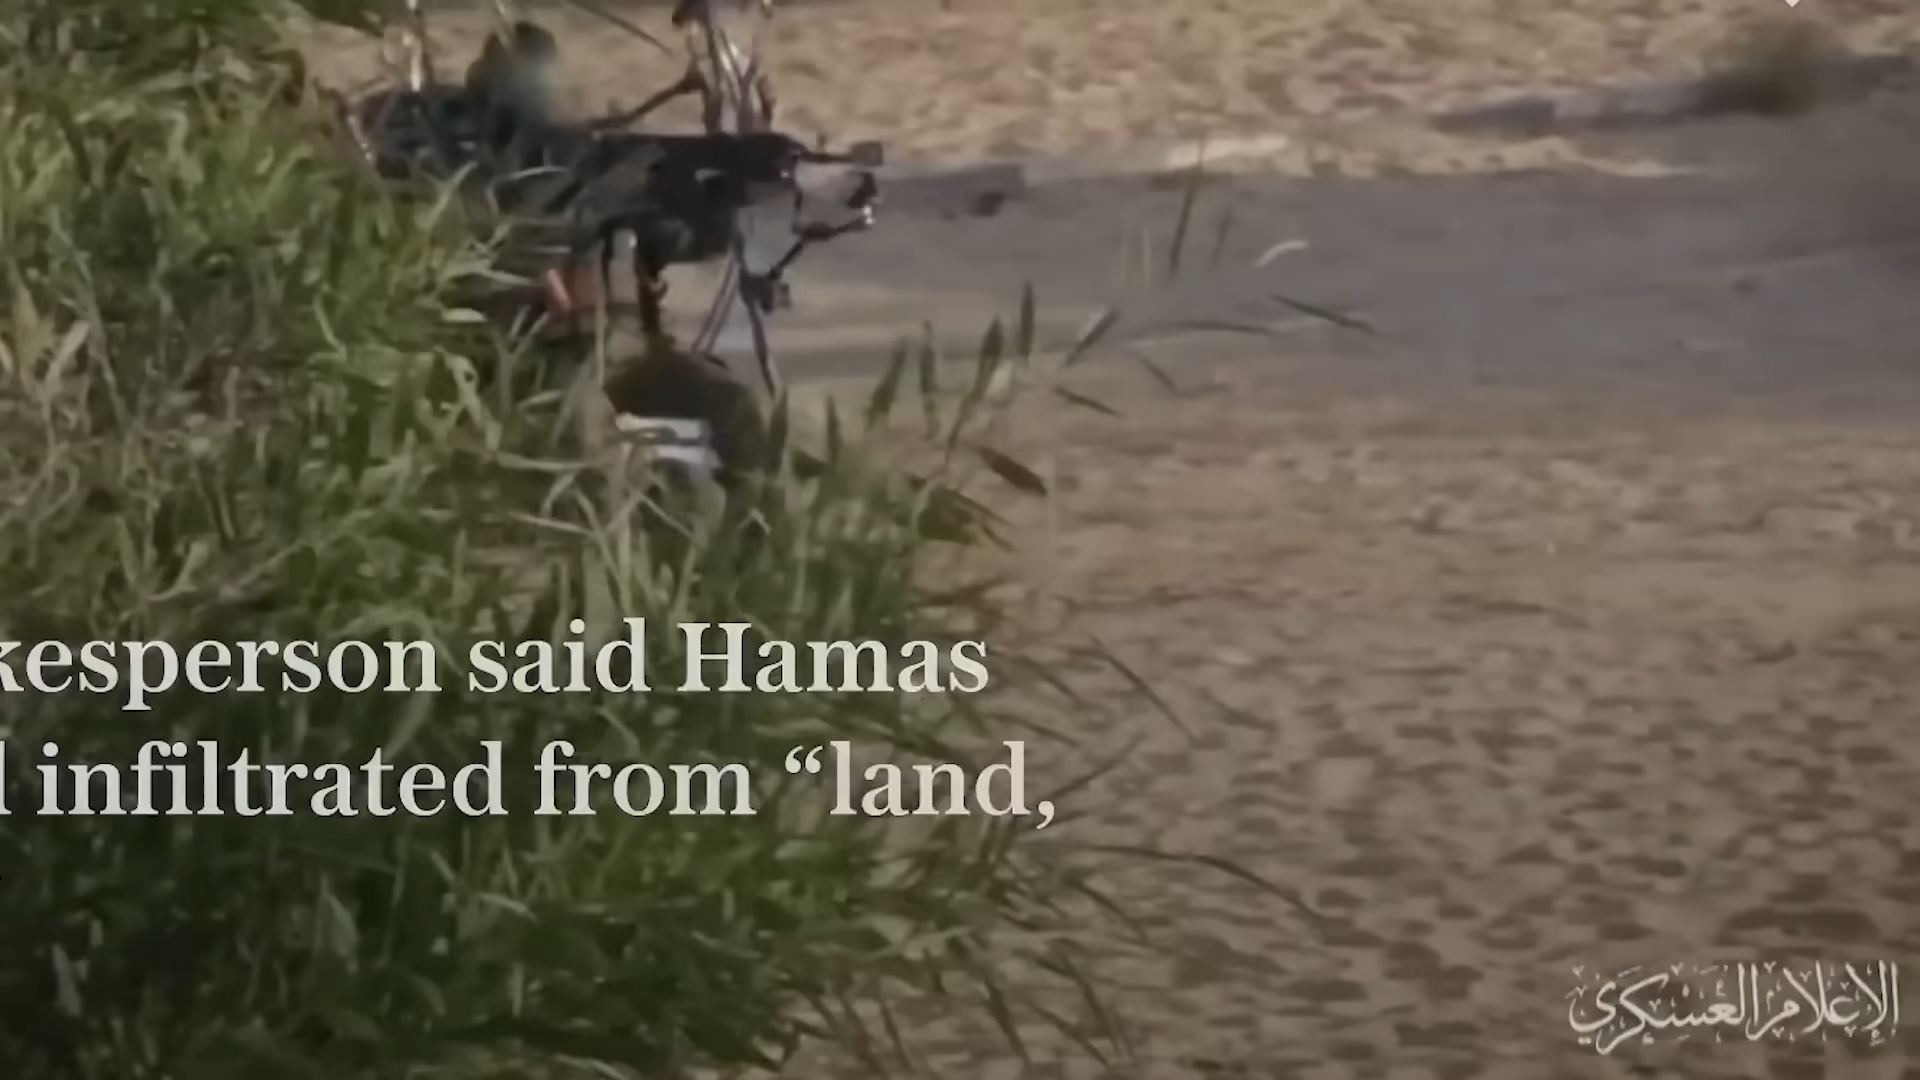 kesperson said Hamas
infiltrated from “land,
الإعلام العسكري